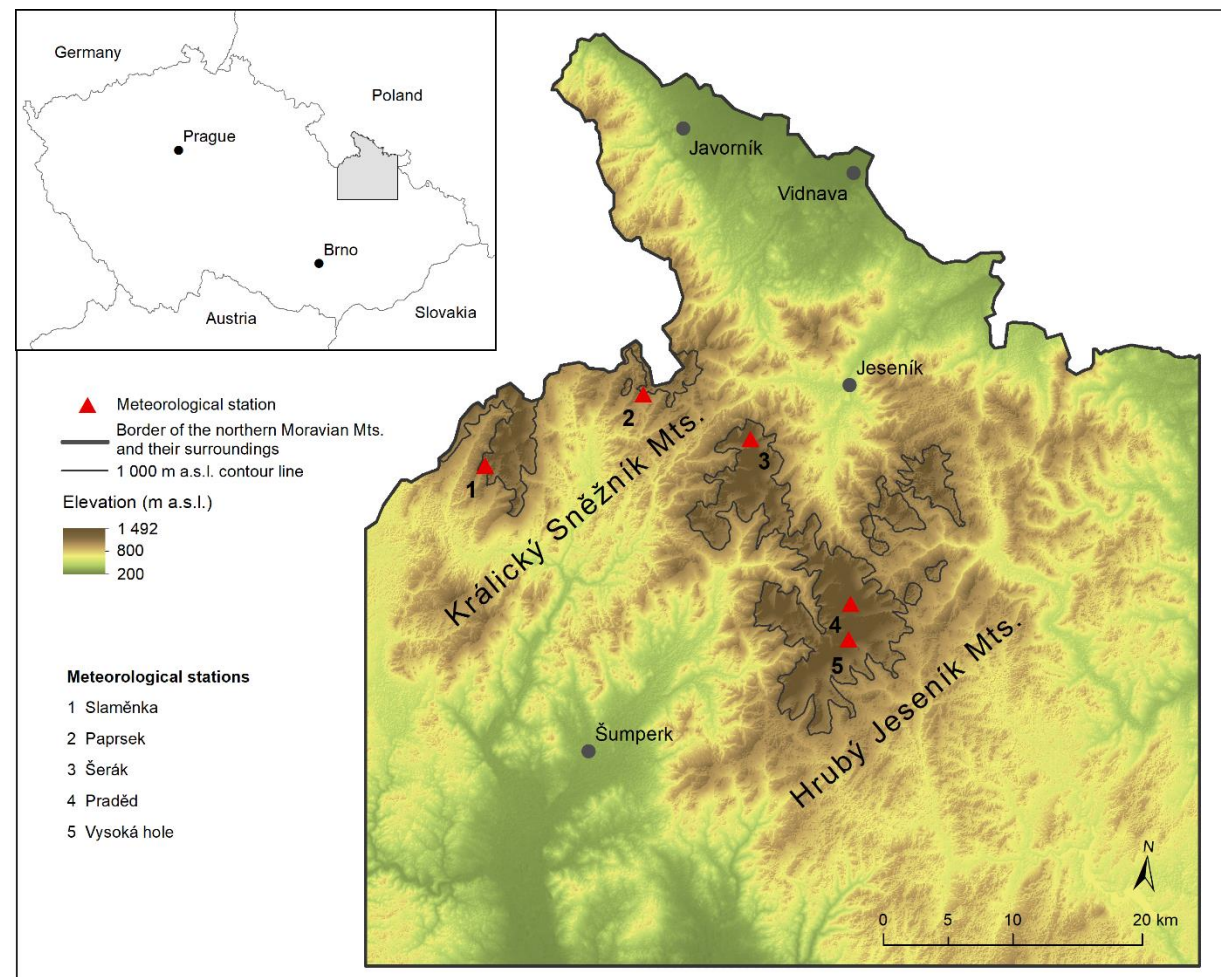 Germany
Poland
Prague
Brno
Austria
Slovakia
Meteorological station
Border of the northern Moravian Mts.
and their surroundings
1 000 m a.s.l. contour line
Elevation (m a.s.l.)
1 492
800
200
Meteorological stations
1 Slaměnka
2 Paprsek
3 Šerák
4 Praděd
5 Vysoká hole
Javorník
Vidnava
Jeseník
1
2
3
4
5
Králický Sněžník Mts.
Hrubý Jeseník Mts.
Šumperk
N
0 5 10 20 km